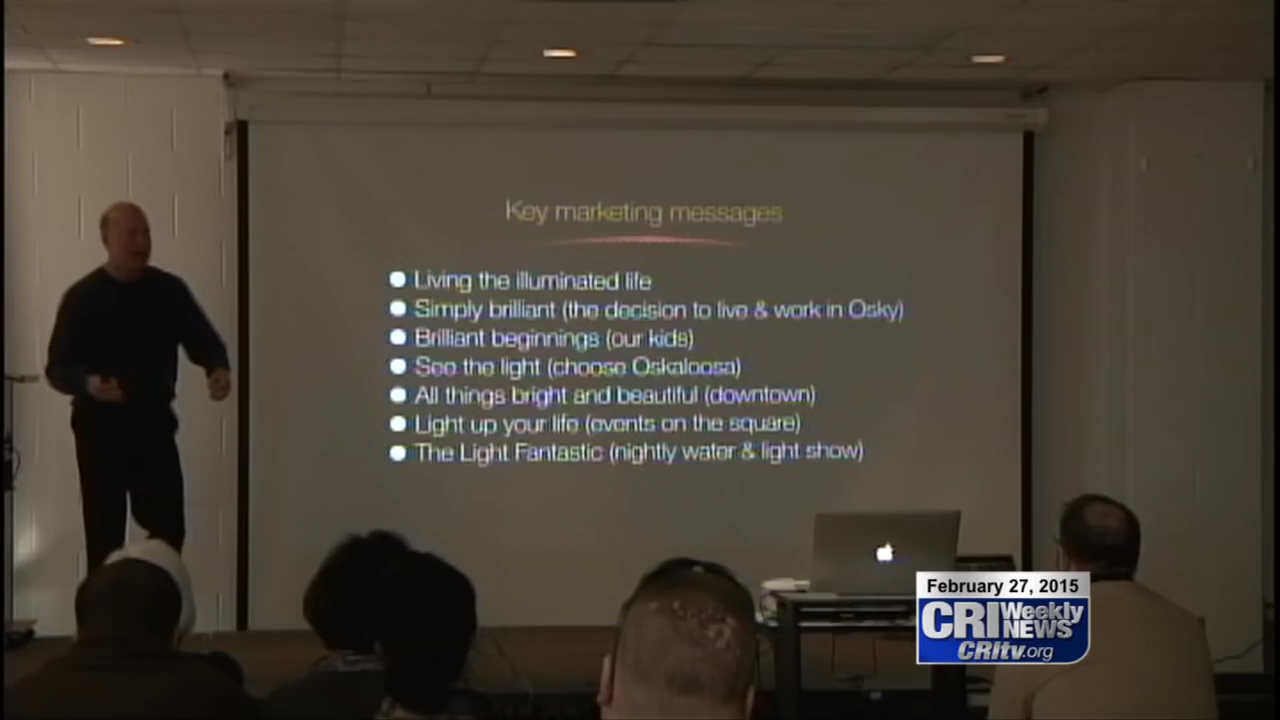 Key marketing messages
Living the illuminated life
Simply brilliant (the decision to live & work in Osky)
Brilliant beginnings (our kids)
See the light (choose Oskaloosa)
All things bright and beautiful (downtown)
Light up your life (events on the square)
The Light Fantastic (nightly water & light show)
February 27, 2015
CRI Weekly NEWS
CRItv.org